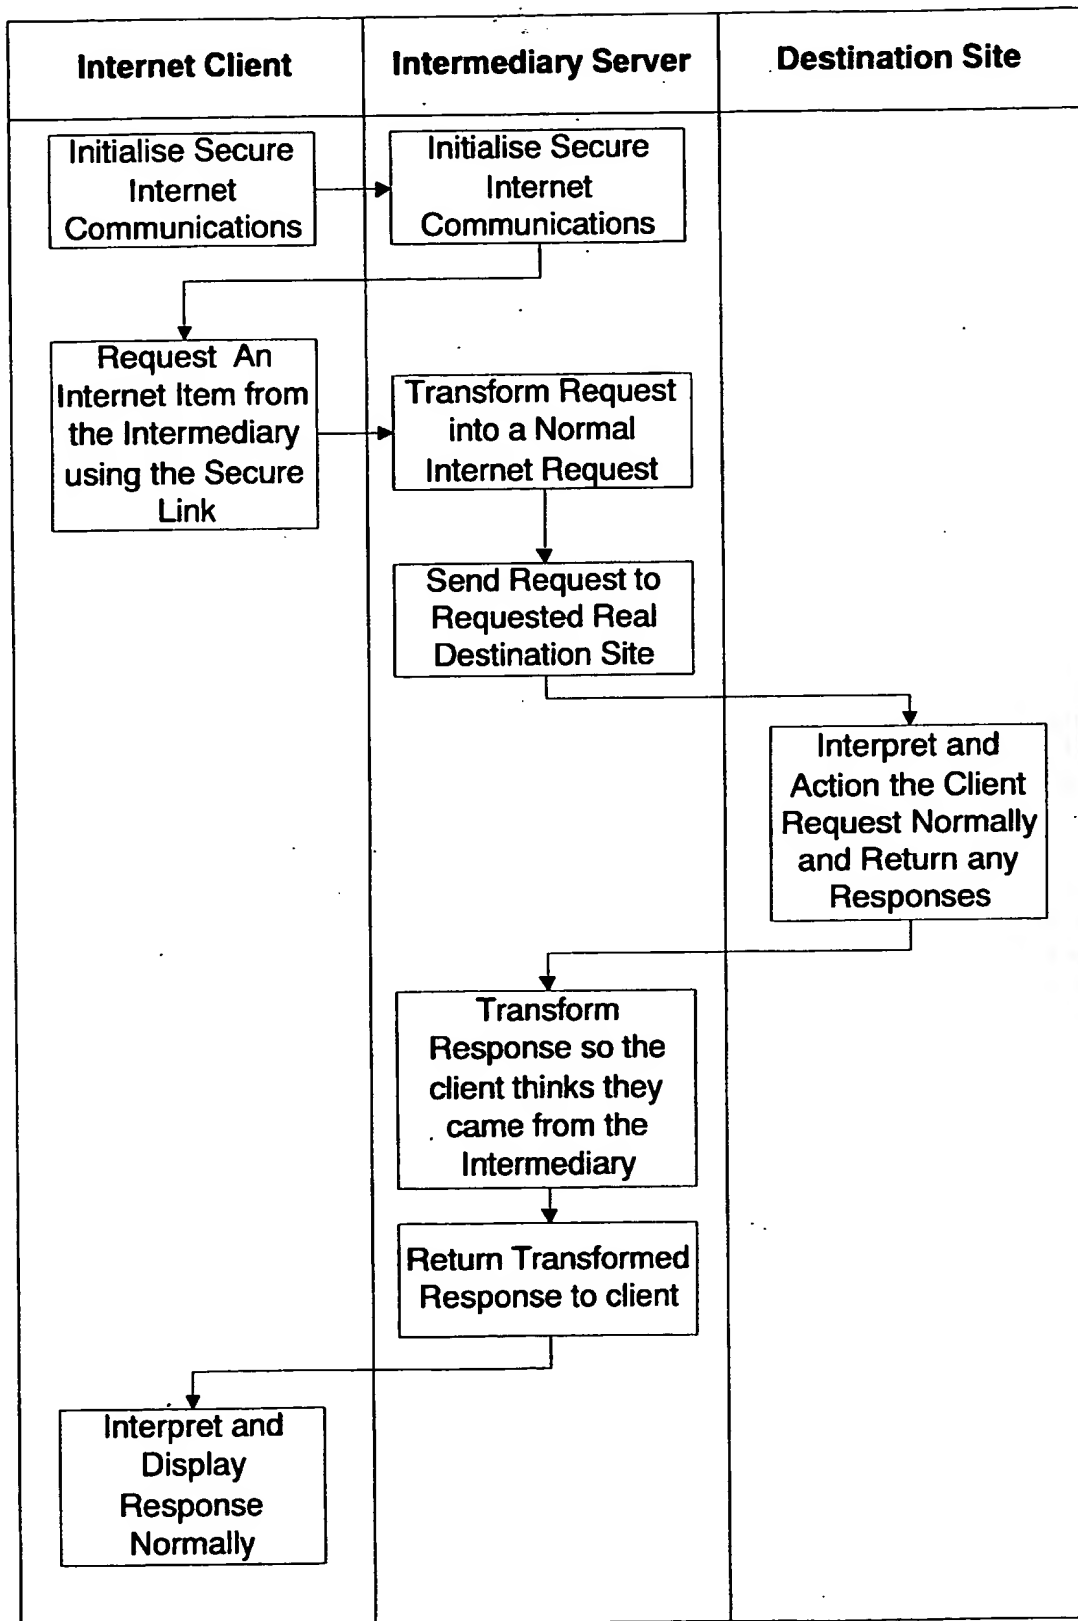 Internet Client
Intermediary Server
Destination Site
Initialise Secure
Internet
Communications
Initialise Secure
Internet
Communications
Request An
Internet Item from
the Intermediary
using the Secure
Link
Transform Request
into a Normal
Internet Request
Send Request to
Requested Real
Destination Site
Interpret and
Action the Client
Request Normally
and Return any
Responses
Transform
Response so the
client thinks they
came from the
Intermediary
Return Transformed
Response to client
Interpret and
Display
Response
Normally